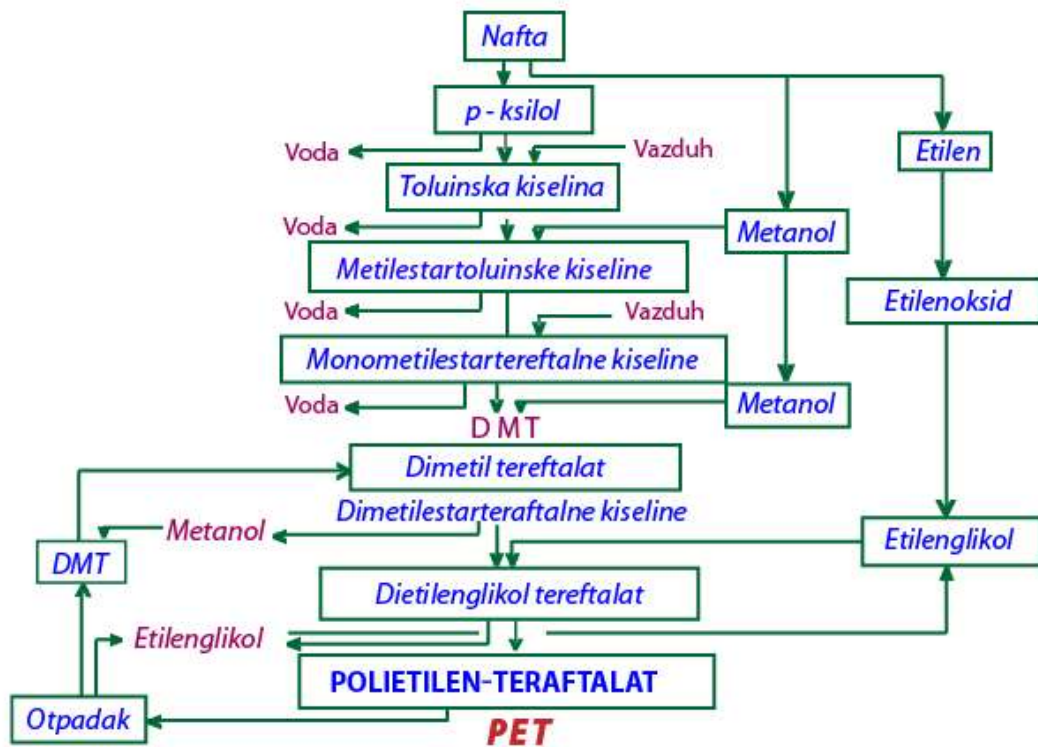 Nafta
p - ksilol
Voda
Vazduh
Etilen
Toluinska kiselina
Voda
Metanol
Metilestartoluinske kiseline
Etilenoksid
Voda
Vazduh
Monometilestartereftalne kiseline
Voda
Metanol
DMT
Dimetil tereftalat
Dimetilestarteraftalne kiseline
Metanol
Etilenglikol
DMT
Dietilenglikol tereftalat
Etilenglikol
POLIETILEN-TERAFTALAT
Otpadak
PET